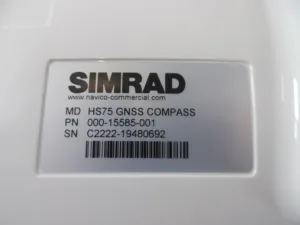 SIMRAD
www.navico-commercial.com
MD HS75 GNSS COMPASS
PN 000-15585-001
SN C2222-19480692